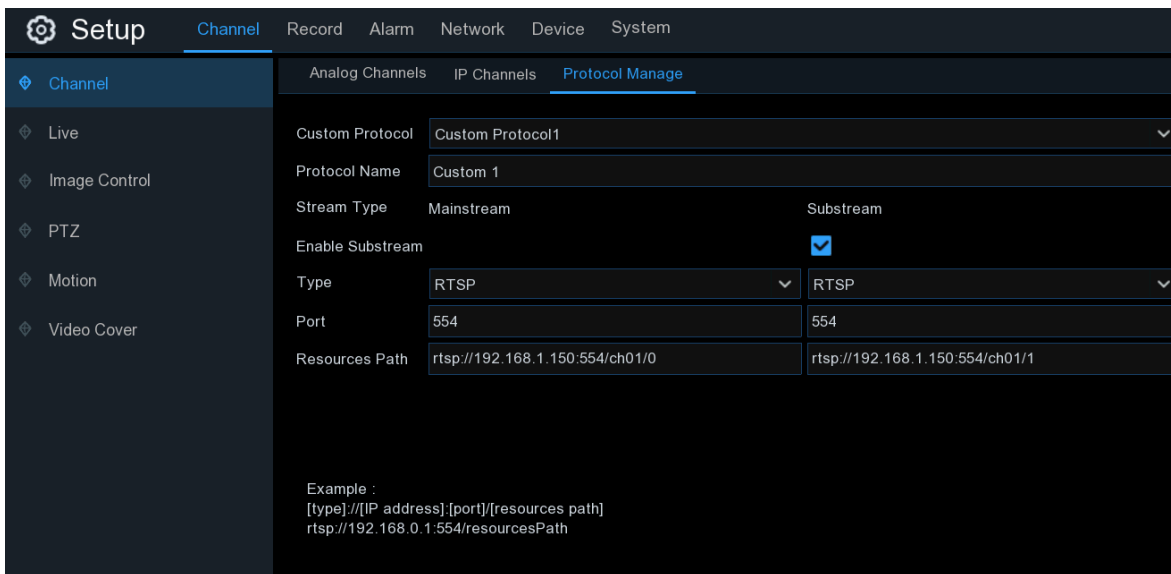 Setup Channel Record Alarm Network Device System
Channel
Live
Image Control
PTZ
Motion
Video Cover
Analog Channels IP Channels Protocol Manage
Custom Protocol Custom Protocol1
Protocol Name Custom 1
Stream Type Mainstream Substream
Enable Substream
Type RTSP RTSP
Port 554 554
Resources Path rtsp://192.168.1.150:554/ch01/0 rtsp://192.168.1.150:554/ch01/1
Example :
[type]://[IP address]:[port]/[resources path]
rtsp://192.168.0.1:554/resourcesPath